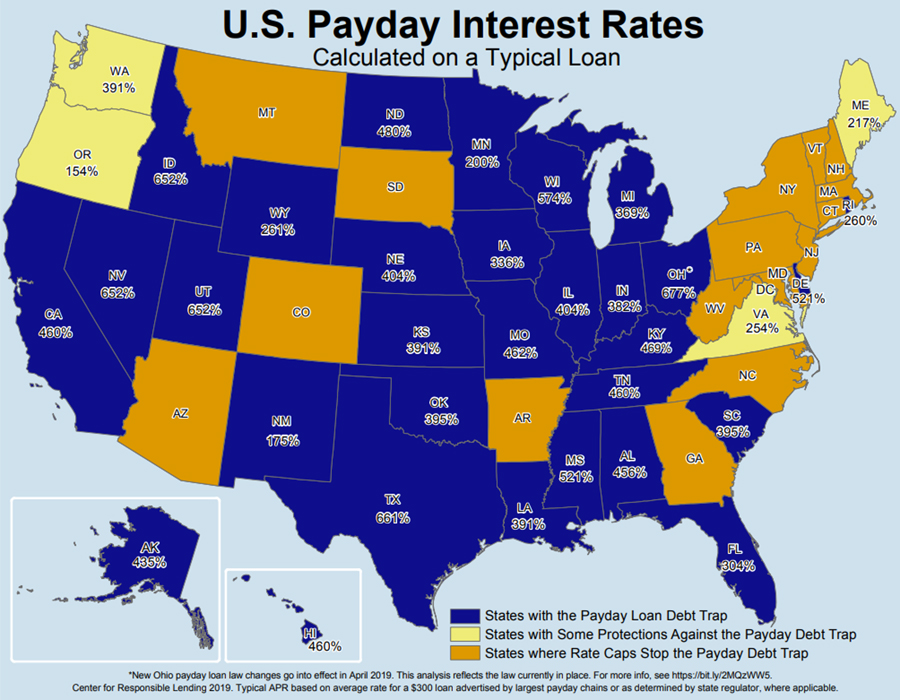 U.S. Payday Interest Rates
Calculated on a Typical Loan
WA
391%
OR
154%
ID
652%
MT
ND
480%
MN
200%
SD
WY
261%
WI
574%
MI
369%
ME
217%
VT
NH
NY
MA
CT
RI
260%
PA
NJ
MD
DE
521%
DC
WV
VA
254%
OH*
677%
IN
382%
IL
404%
IA
336%
NE
404%
NV
652%
UT
652%
CA
460%
CO
KS
391%
MO
462%
KY
469%
TN
460%
NC
SC
395%
AZ
NM
175%
OK
395%
AR
MS
521%
AL
456%
GA
TX
661%
LA
391%
FL
304%
AK
435%
HI
460%
States with the Payday Loan Debt Trap
States with Some Protections Against the Payday Debt Trap
States where Rate Caps Stop the Payday Debt Trap
*New Ohio payday loan law changes go into effect in April 2019. This analysis reflects the law currently in place. For more info, see https://bit.ly/2MQzWW5.
Center for Responsible Lending 2019. Typical APR based on average rate for a $300 loan advertised by largest payday chains or as determined by state regulator, where applicable.